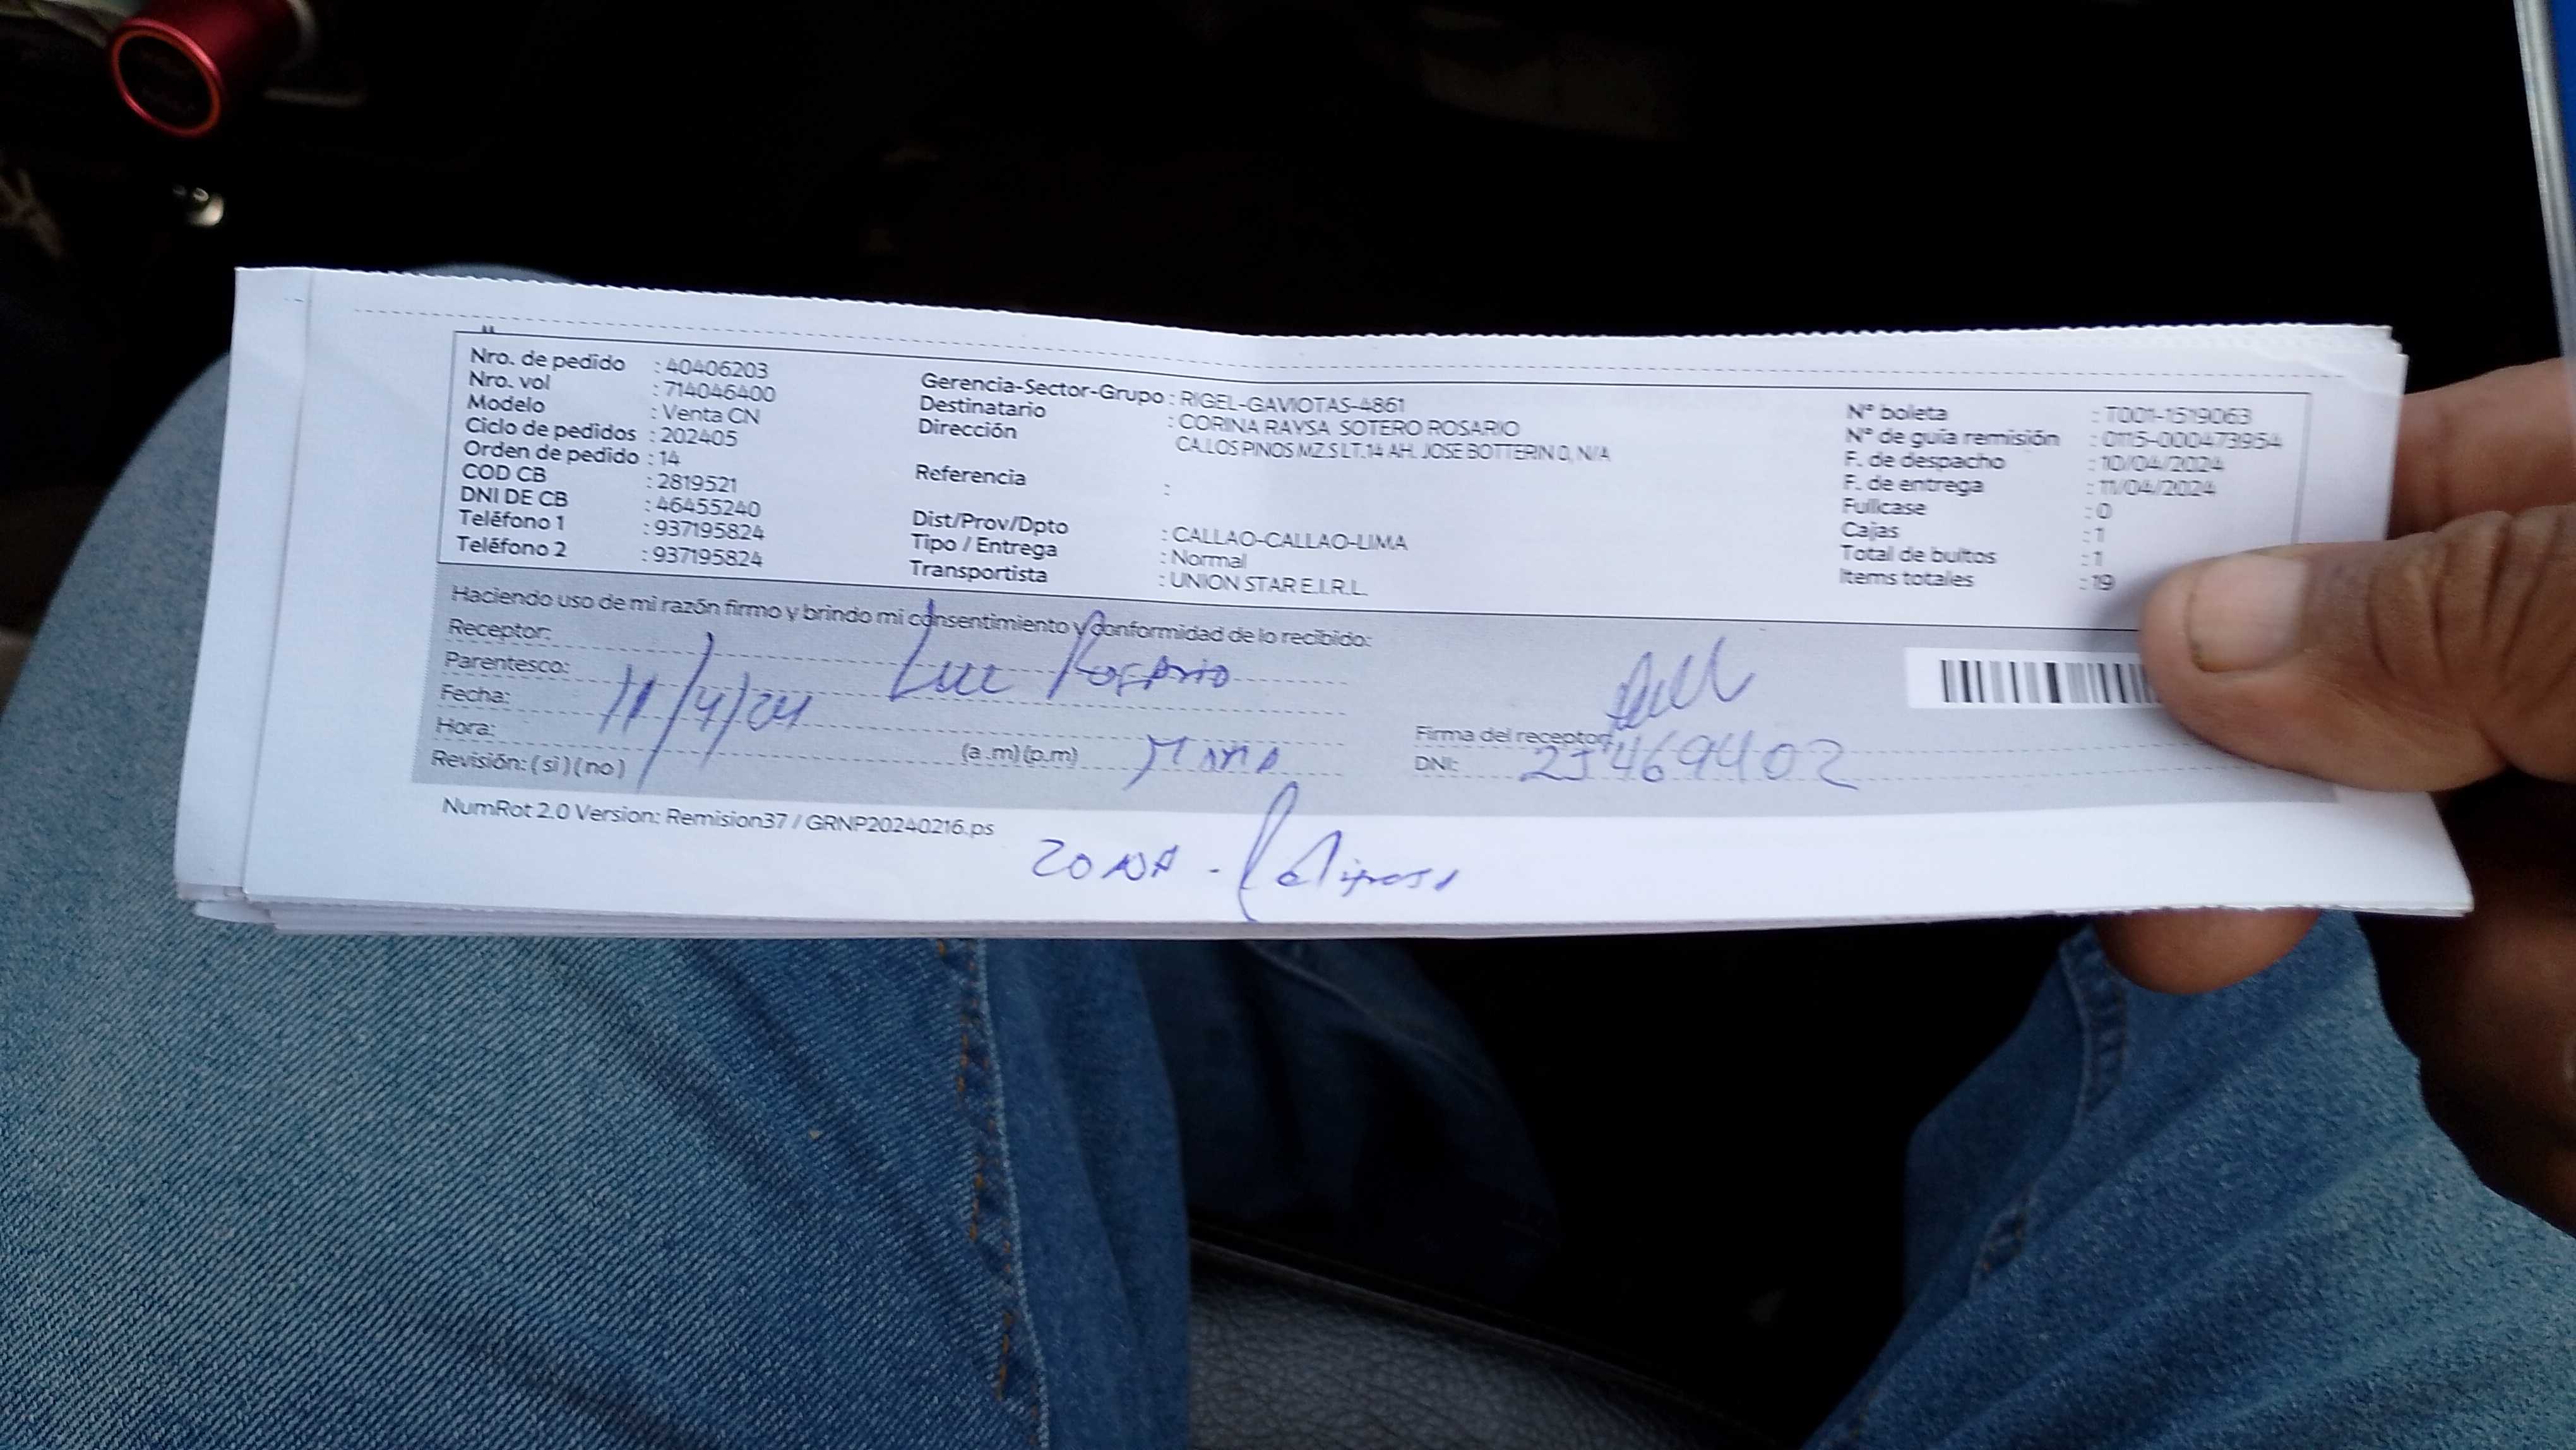 Nro. de pedido : 40406203
Nro. vol : 714046400
Modelo : Venta CN
Ciclo de pedidos : 202405
Orden de pedido : 14
COD CB : 2819521
DNI DE CB : 46455240
Teléfono 1 : 937195824
Teléfono 2 : 937195824
Gerencia-Sector-Grupo : RIGEL-GAVIOTAS-4861
Destinatario : CORINA RAYSA SOTERO ROSARIO
Dirección CA.LOS PINOS MZ.S LT.14 AH. JOSE BOTTERIN 0, N/A
Referencia :
Dist/Prov/Dpto : CALLAO-CALLAO-LIMA
Tipo / Entrega : Normal
Transportista : UNION STAR E.I.R.L.
Nº boleta : T001-1519063
Nº de guía remisión : 0115-000473954
F. de despacho : 10/04/2024
F. de entrega : 11/04/2024
Fullcase : 0
Cajas : 1
Total de bultos : 1
Items totales : 19
Haciendo uso de mi razón firmo y brindo mi consentimiento y conformidad de lo recibido:
Receptor: Luz Rosario
Parentesco:
Fecha: 11/4/24
Hora: (a .m) (p.m)
Revisión: ( si ) ( no )
Firma del receptor:
DNI:
NumRot 2.0 Version: Remision37 / GRNP20240216.ps
ZONA - Peligrosa